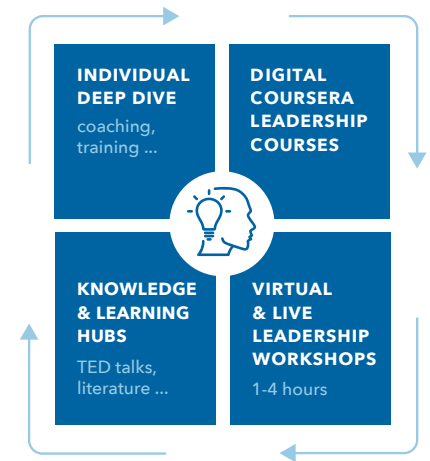 INDIVIDUAL
DEEP DIVE
coaching,
training ...
DIGITAL
COURSERA
LEADERSHIP
COURSES
KNOWLEDGE
& LEARNING
HUBS
TED talks,
literature ...
VIRTUAL
& LIVE
LEADERSHIP
WORKSHOPS
1-4 hours